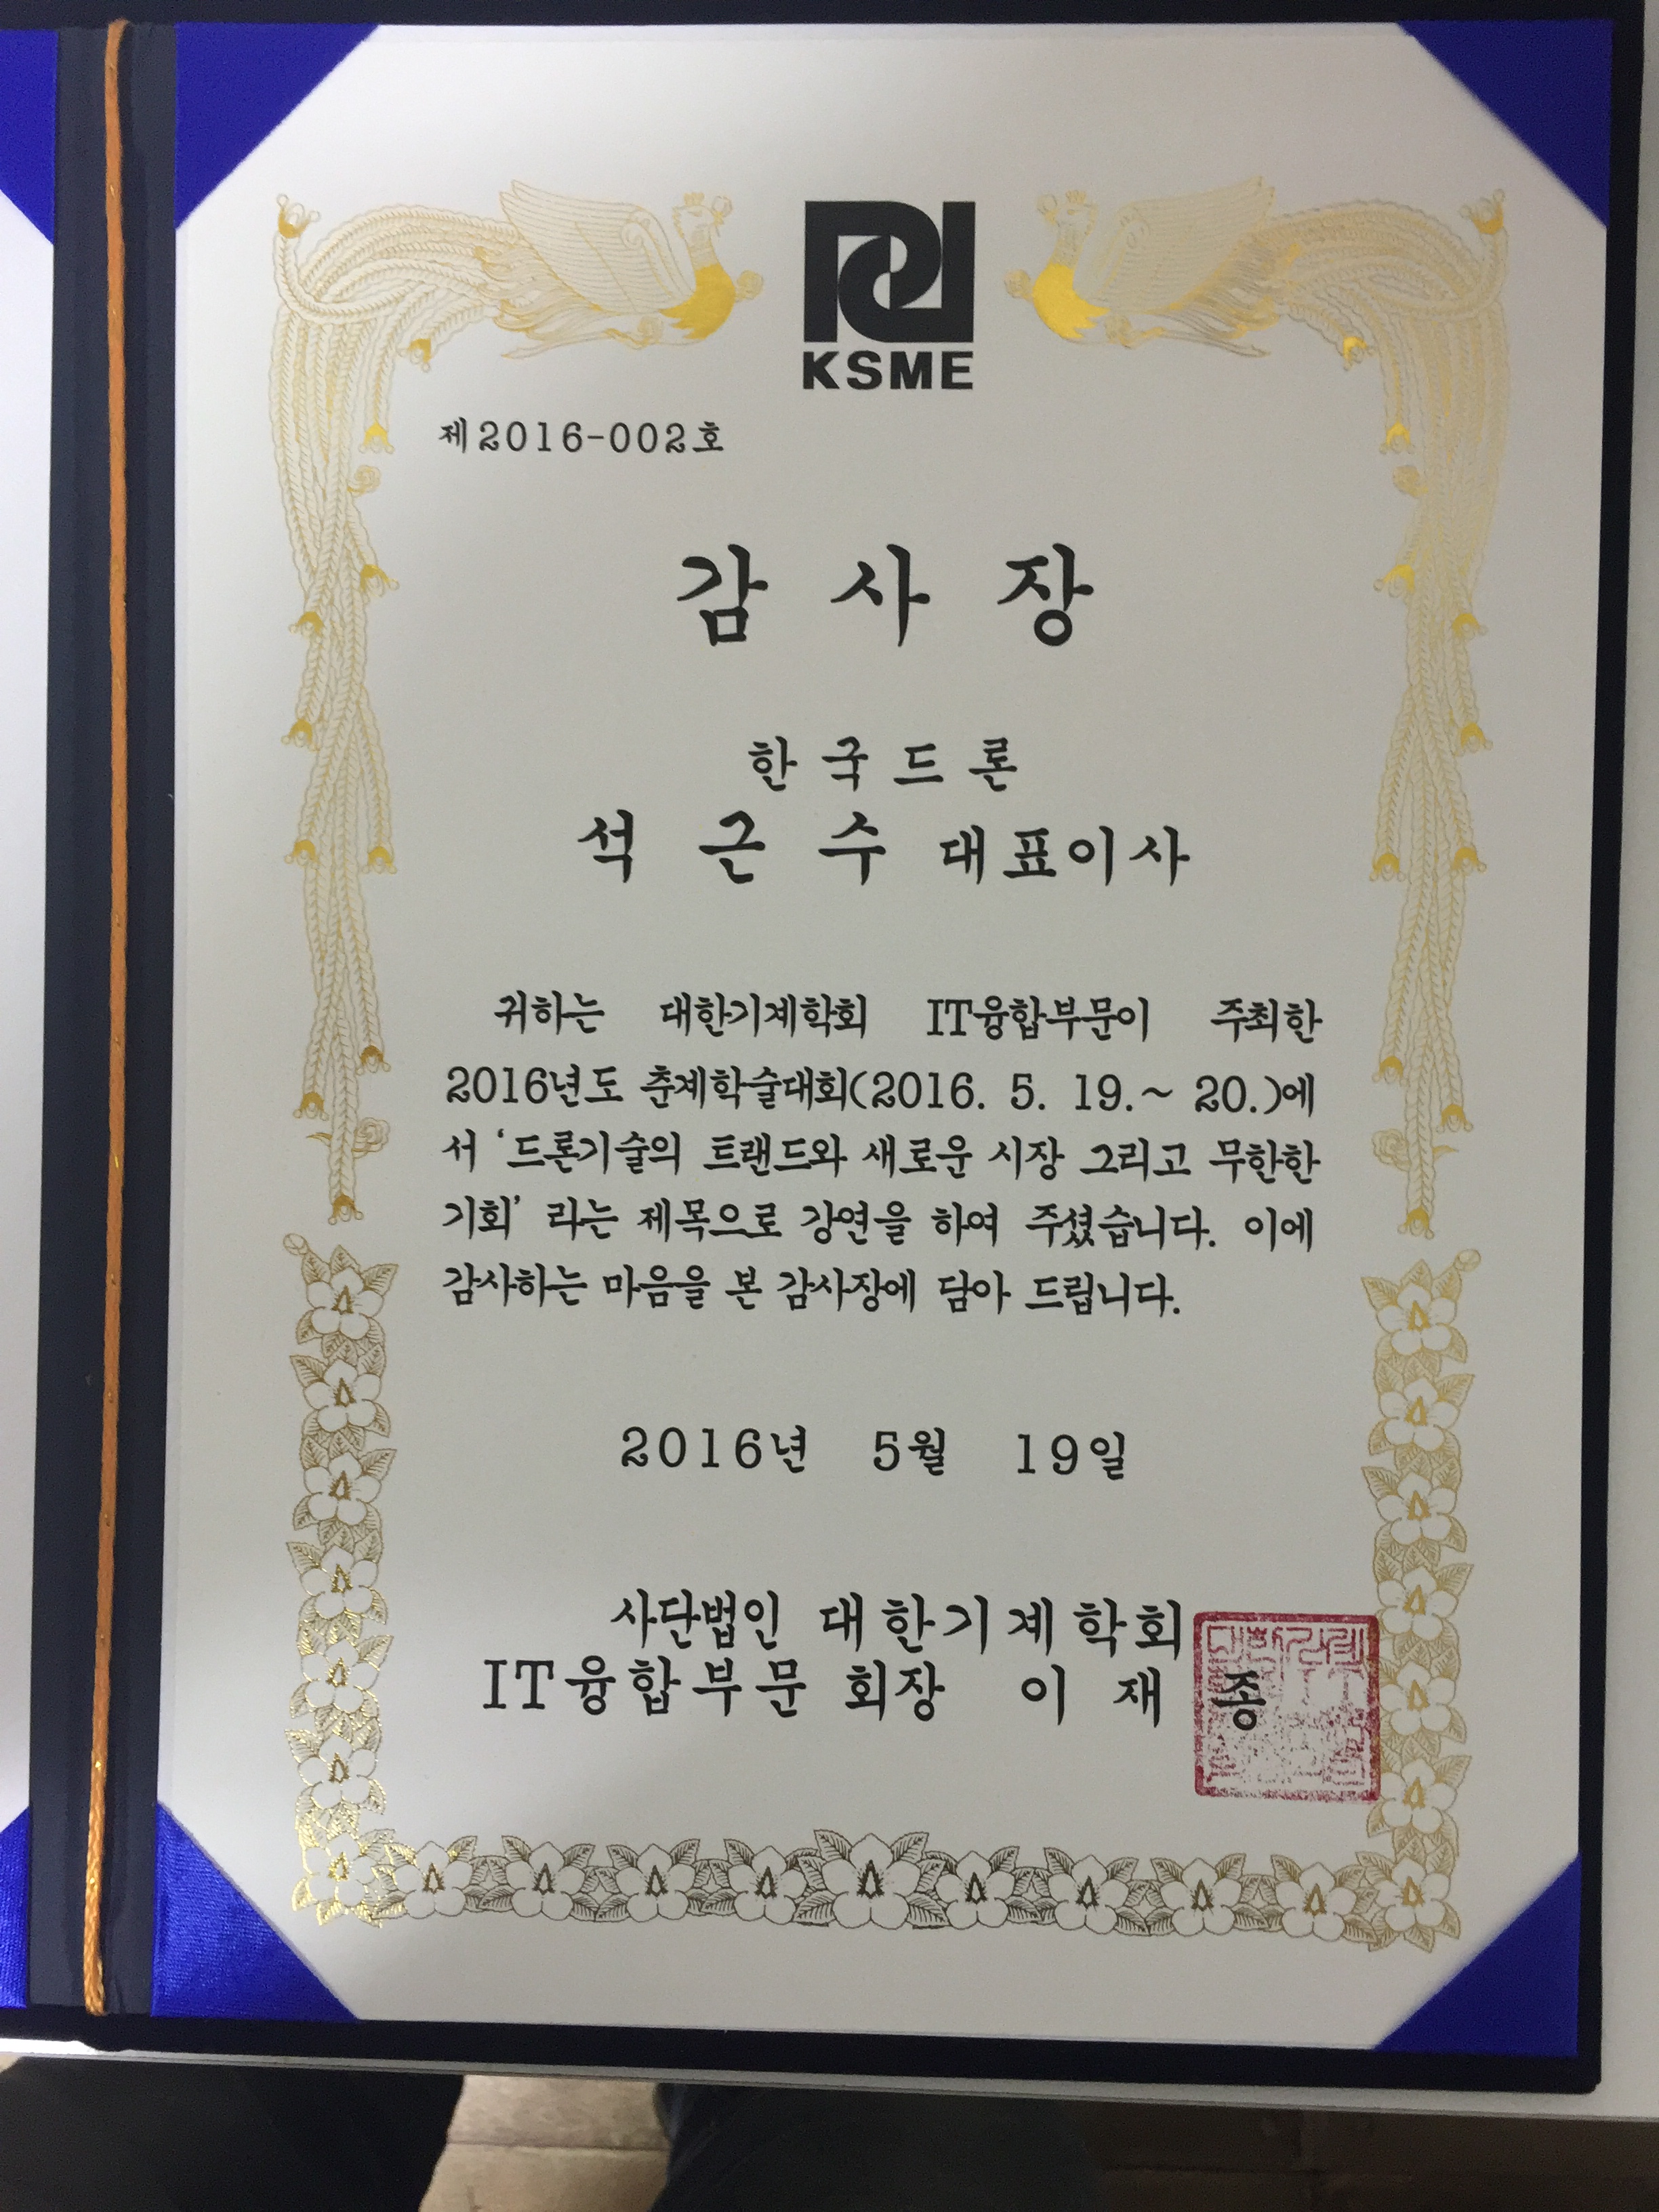 KSME
제2016-002호
감 사 장
한 국 드 론
석 근 수 대표이사
귀하는 대한기계학회 IT융합부문이 주최한
2016년도 춘계학술대회(2016. 5. 19.~ 20.)에
서 ‘드론기술의 트랜드와 새로운 시장 그리고 무한한
기회’ 라는 제목으로 강연을 하여 주셨습니다. 이에
감사하는 마음을 본 감사장에 담아 드립니다.
2016년 5월 19일
사단법인 대한기계학회
IT융합부문 회장 이 재 종